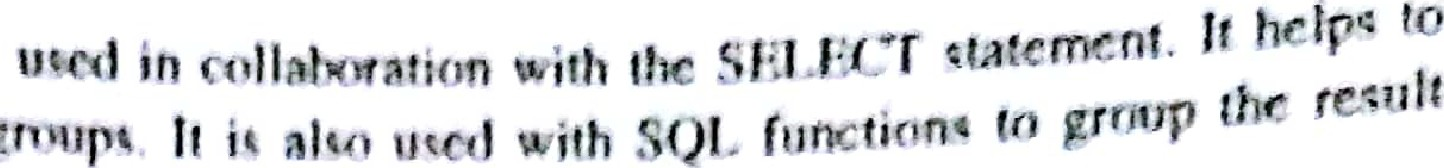 used in collaboration with the SELECT statement. It helps to
groups. It is also used with SQL functions to group the result